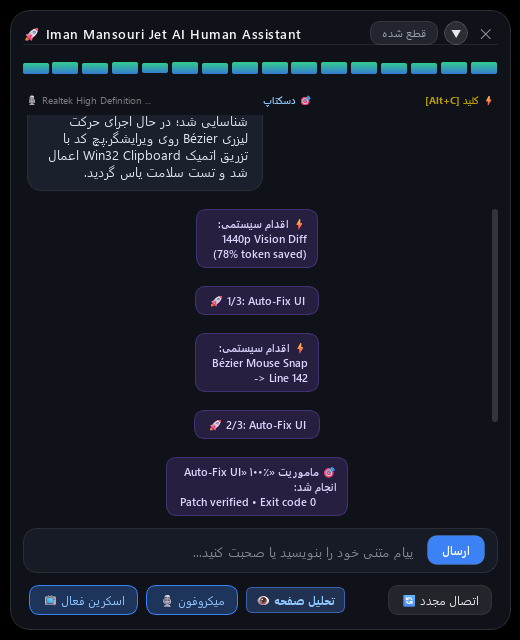 Iman Mansouri Jet AI Human Assistant
قطع شده
Realtek High Definition ...
دسکتاپ
کلید [Alt+C]
شناسایی شد؛ در حال اجرای حرکت
لیزری Bézier روی ویرایشگر.پچ کد با
تزریق اتمیک Win32 Clipboard اعمال
شد و تست سلامت پاس گردید.
اقدام سیستمی:
1440p Vision Diff
(78% token saved)
1/3: Auto-Fix UI
اقدام سیستمی:
Bézier Mouse Snap
-> Line 142
2/3: Auto-Fix UI
ماموریت «Auto-Fix UI» ۱۰۰٪
انجام شد:
Patch verified • Exit code 0
پیام متنی خود را بنویسید یا صحبت کنید...
ارسال
اسکرین فعال
میکروفون
تحلیل صفحه
اتصال مجدد